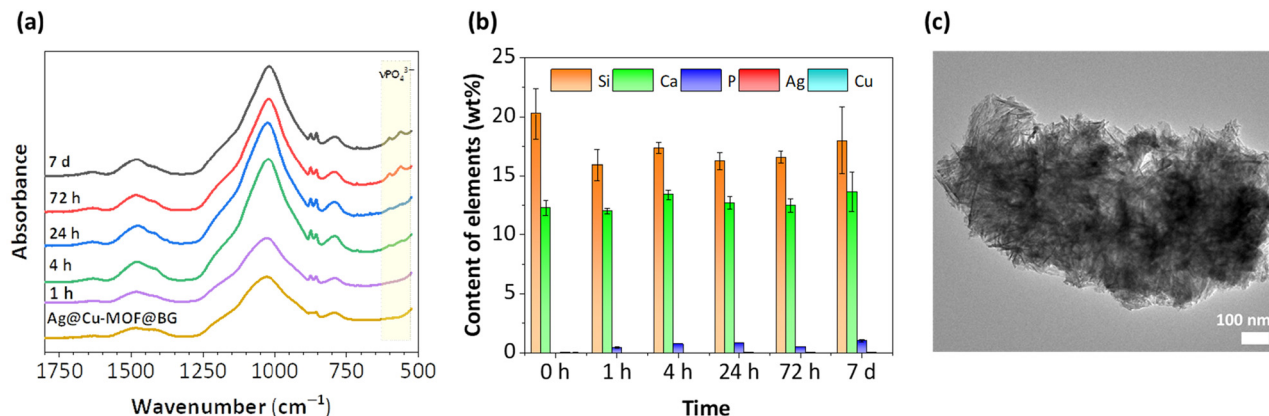 (a)
Absorbance
νPO₄³⁻
7 d
72 h
24 h
4 h
1 h
Ag@Cu-MOF@BG
1750 1500 1250 1000 750 500
Wavenumber (cm⁻¹)
(b)
Content of elements (wt%)
25
20
15
10
5
0
Si Ca P Ag Cu
0 h 1 h 4 h 24 h 72 h 7 d
Time
(c)
100 nm